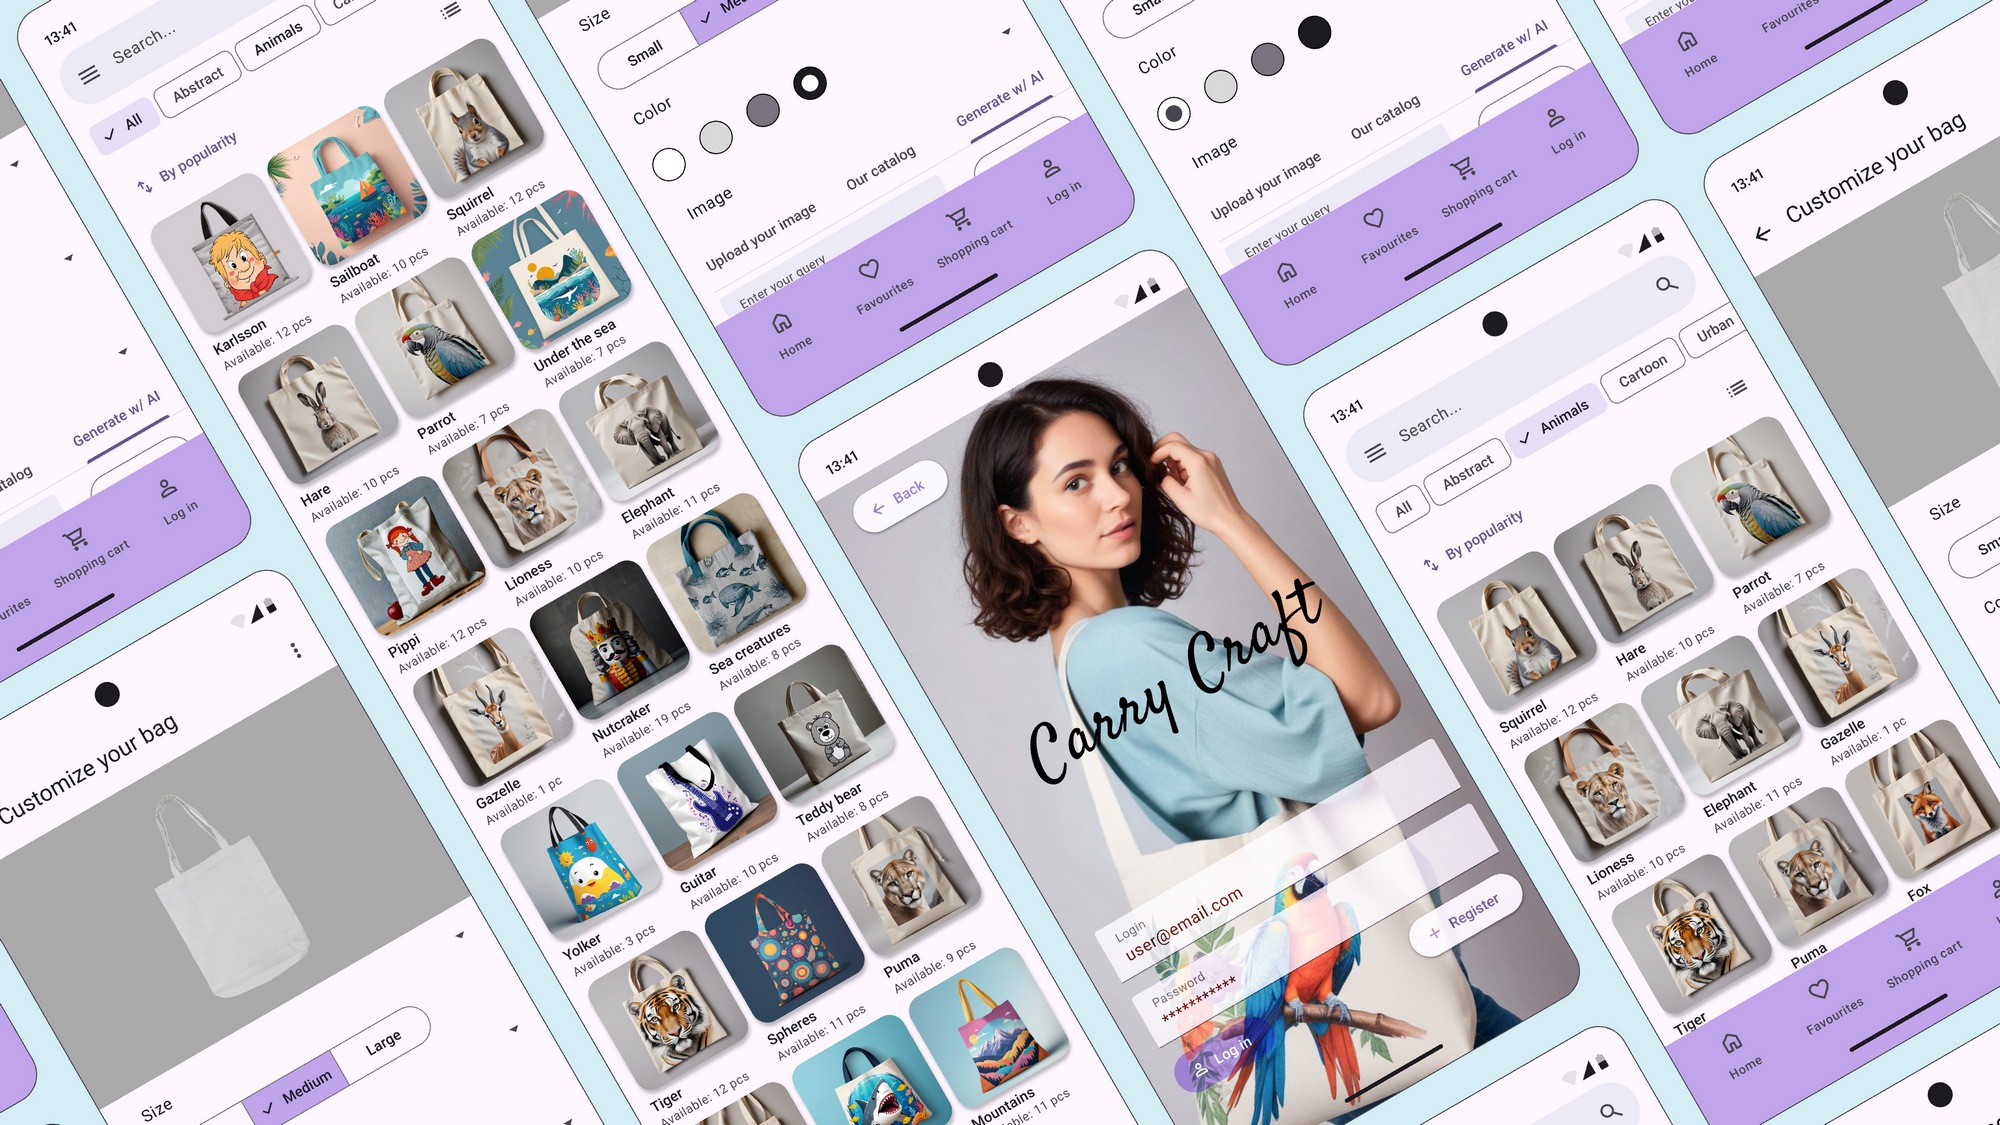 Generate w/ AI
catalog
Shopping cart
Log in
Customize your bag
Size
Medium
Large
13:41
Search...
All
Abstract
Animals
By popularity
Karlsson
Available: 12 pcs
Sailboat
Available: 10 pcs
Squirrel
Available: 12 pcs
Hare
Available: 10 pcs
Parrot
Available: 7 pcs
Under the sea
Available: 7 pcs
Pippi
Available: 12 pcs
Lioness
Available: 10 pcs
Elephant
Available: 11 pcs
Gazelle
Available: 1 pc
Nutcraker
Available: 19 pcs
Sea creatures
Available: 8 pcs
Yolker
Available: 3 pcs
Guitar
Available: 10 pcs
Teddy bear
Available: 8 pcs
Tiger
Available: 12 pcs
Spheres
Available: 11 pcs
Puma
Available: 9 pcs
Mountains
Available: 11 pcs
Size
Small
Color
Image
Upload your image
Our catalog
Generate w/ AI
Enter your query
Home
Favourites
Shopping cart
Log in
13:41
Back
Carry Craft
Login
user@email.com
Password
***********
Log in
Register
Color
Image
Upload your image
Our catalog
Generate w/ AI
Enter your query
Home
Favourites
Shopping cart
Log in
13:41
Search...
All
Abstract
Animals
Cartoon
Urban
By popularity
Squirrel
Available: 12 pcs
Hare
Available: 10 pcs
Parrot
Available: 7 pcs
Lioness
Available: 10 pcs
Elephant
Available: 11 pcs
Gazelle
Available: 1 pc
Tiger
Puma
Fox
Home
Favourites
Shopping cart
Home
Favourites
13:41
Customize your bag
Size